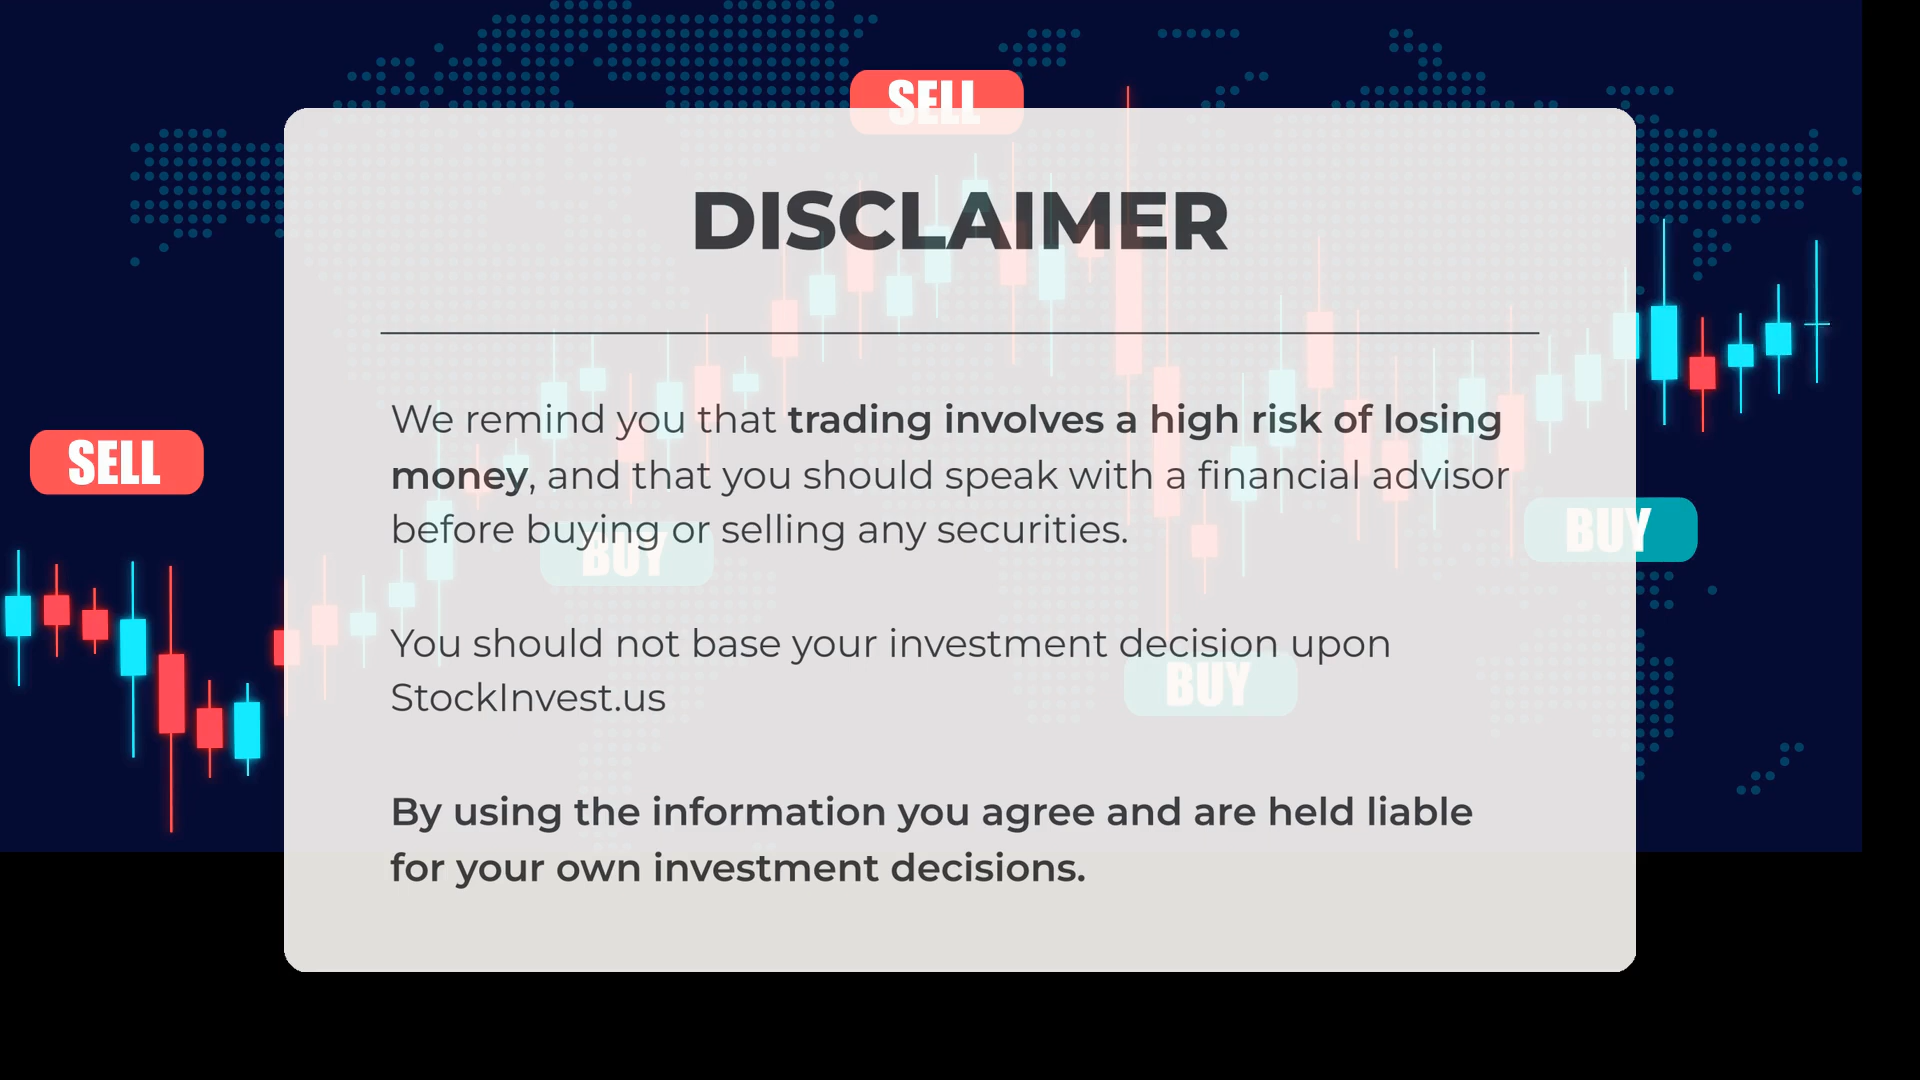 SELL
DISCLAIMER
We remind you that trading involves a high risk of losing
money, and that you should speak with a financial advisor
before buying or selling any securities.
SELL
BUY
BUY
You should not base your investment decision upon
StockInvest.us
BUY
By using the information you agree and are held liable
for your own investment decisions.